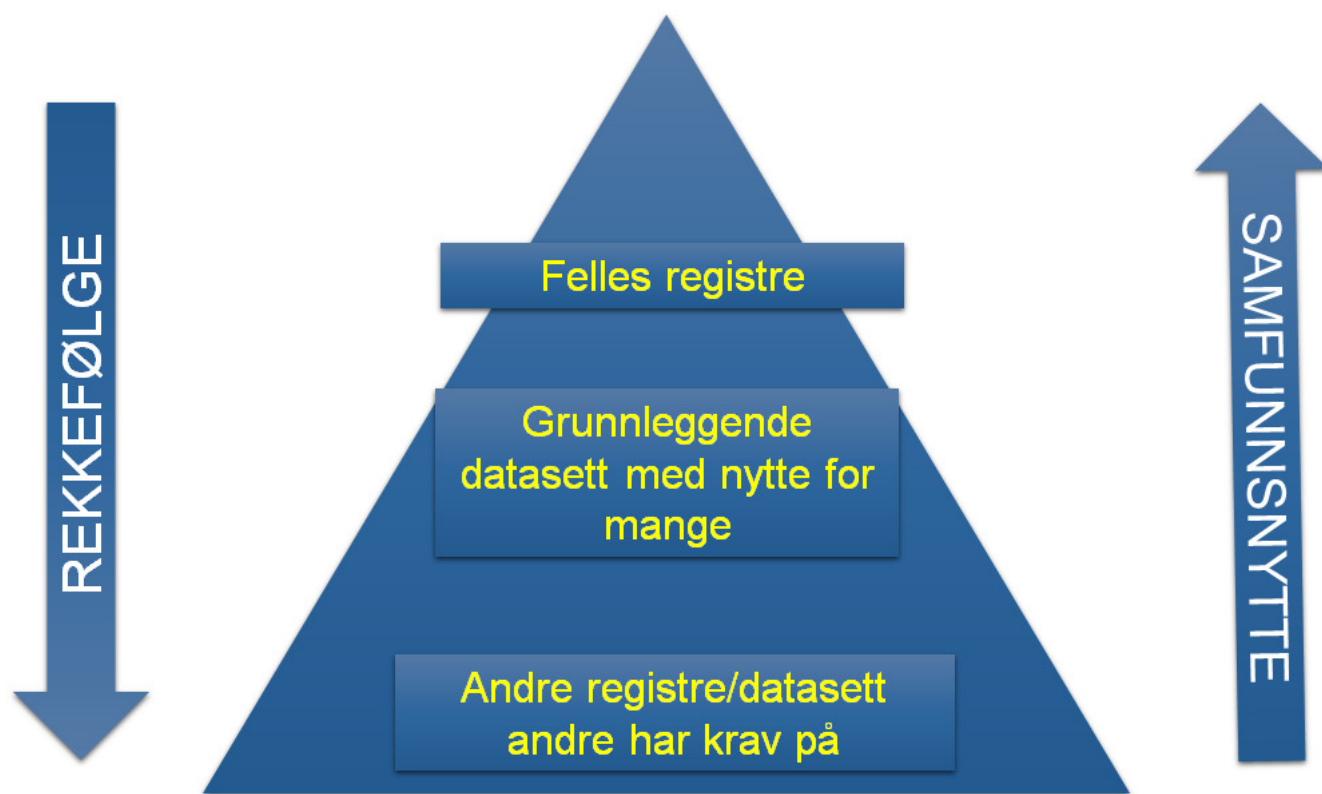 REKKEFØLGE
Felles registre
Grunnleggende
datasett med nytte for
mange
Andre registre/datasett
andre har krav på
SAMFUNNSNYTTE